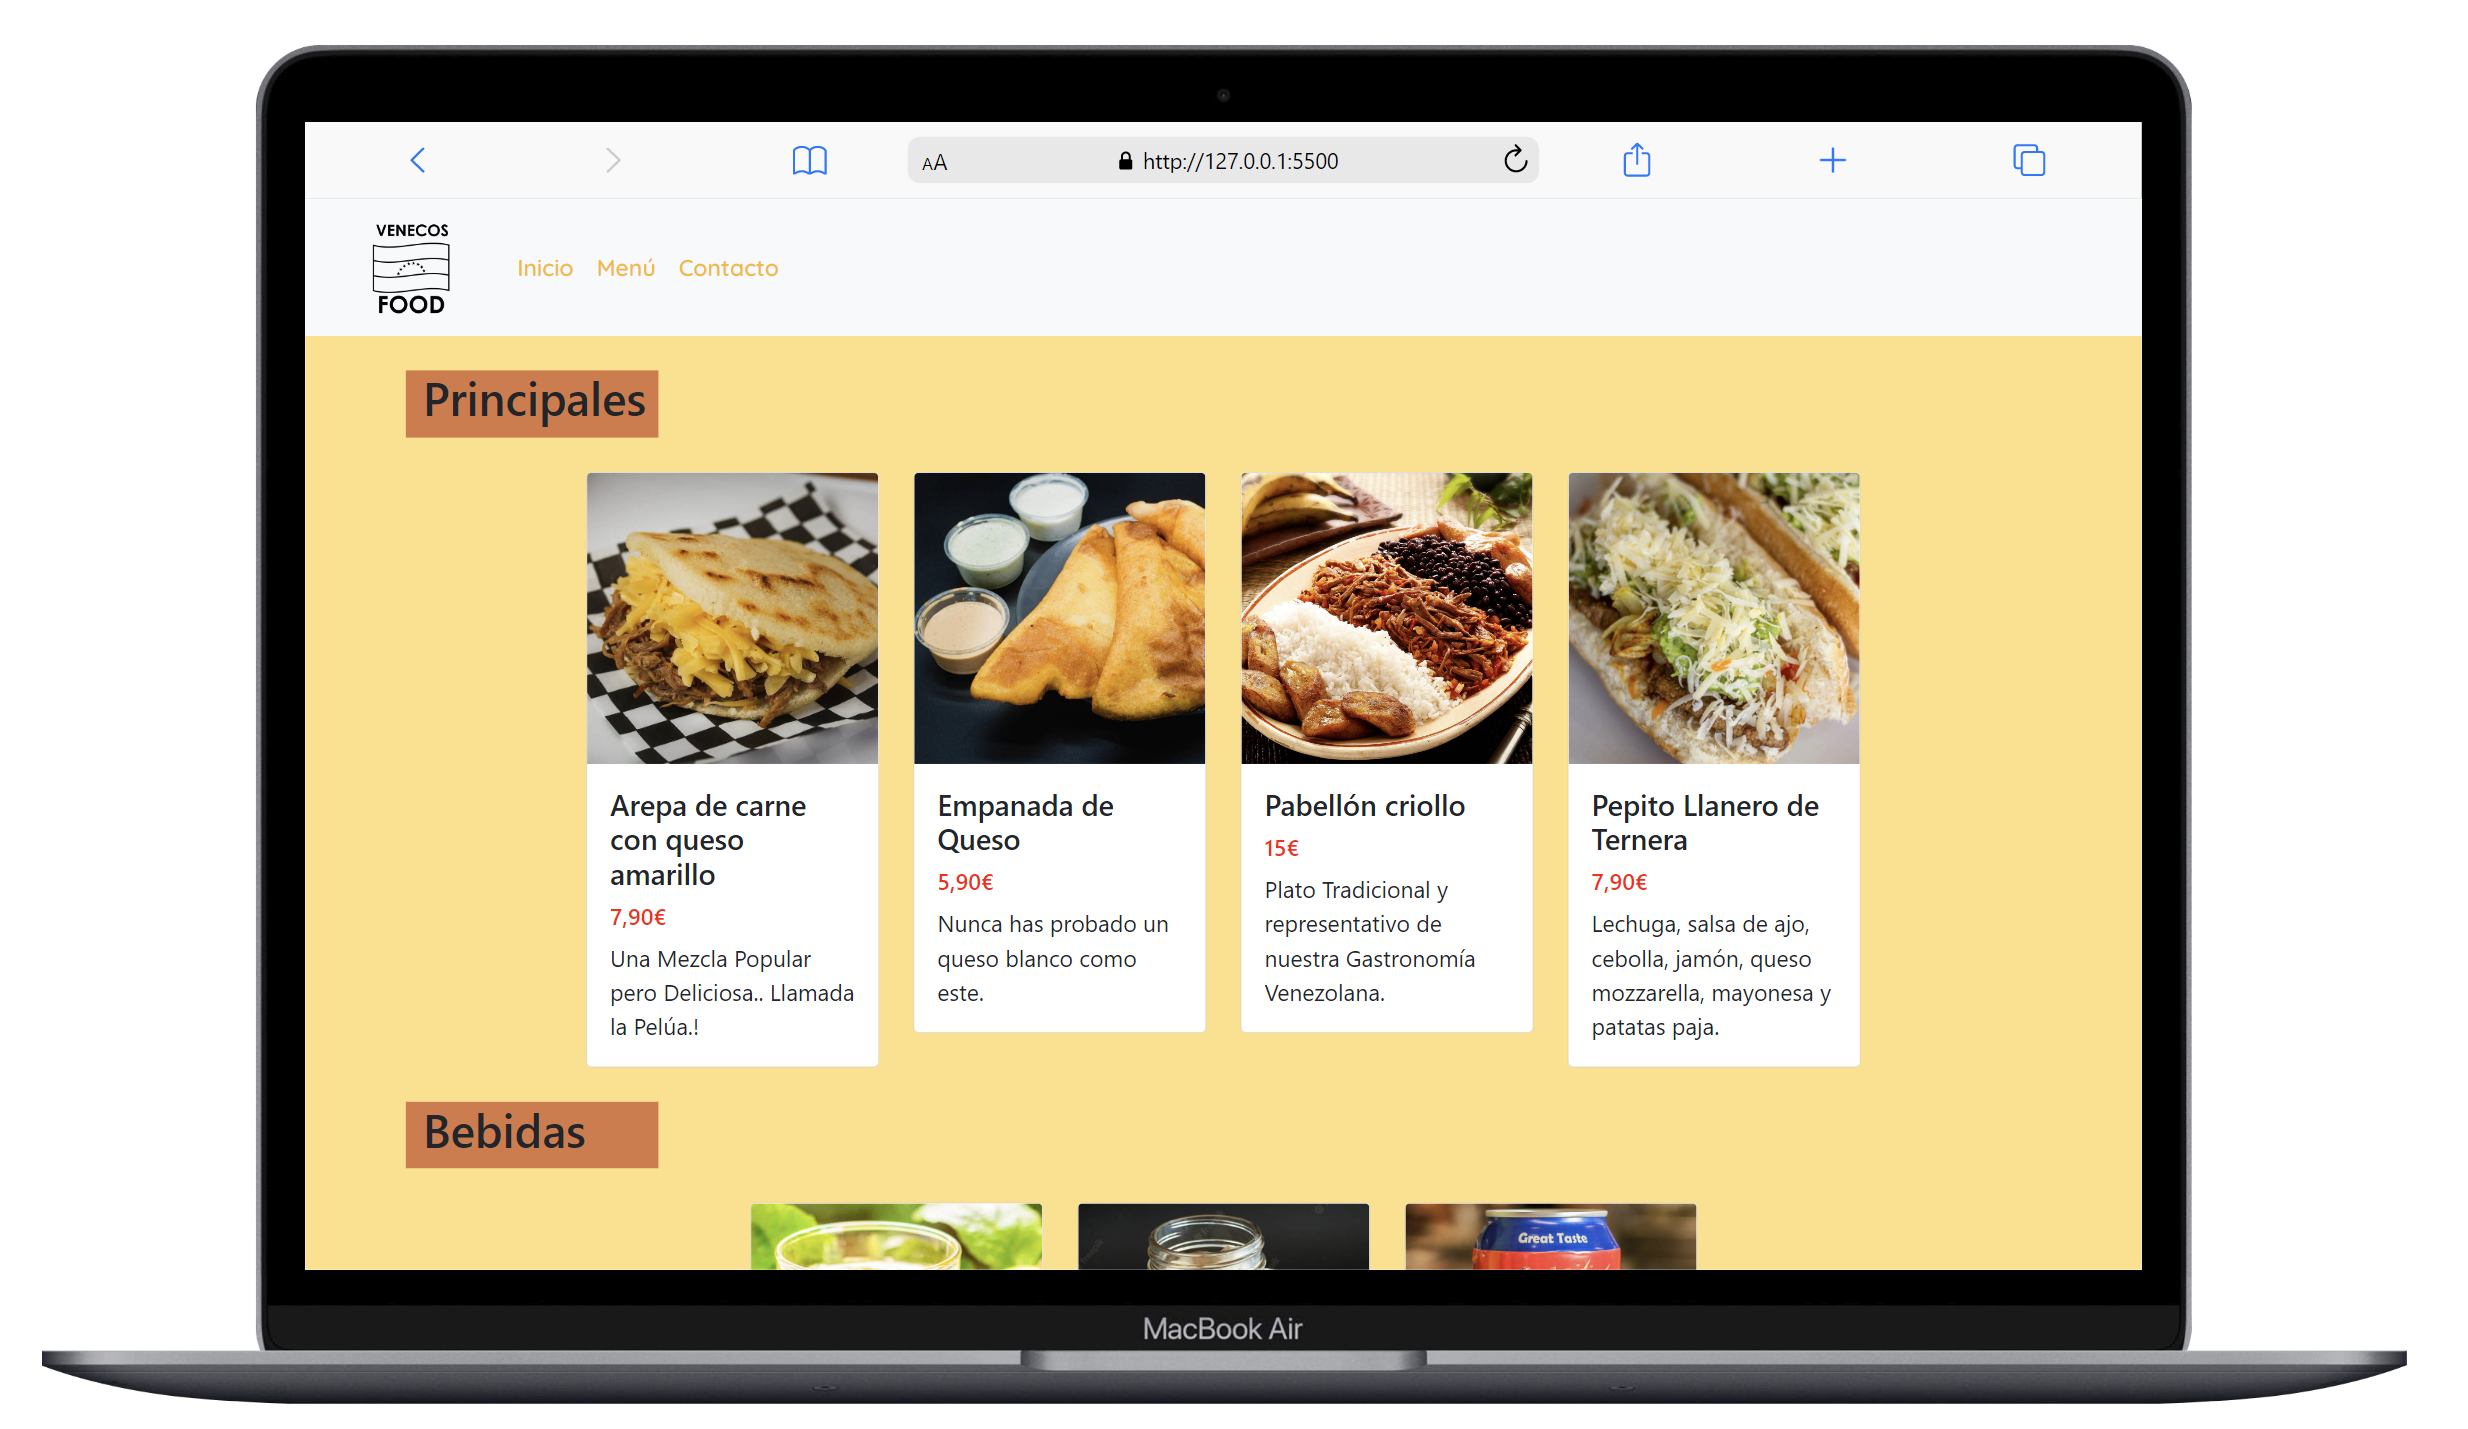 AA
http://127.0.0.1:5500
VENECOS
FOOD
Inicio Menú Contacto
Principales
Arepa de carne
con queso
amarillo
7,90€
Una Mezcla Popular
pero Deliciosa.. Llamada
la Pelúa.!
Empanada de
Queso
5,90€
Nunca has probado un
queso blanco como
este.
Pabellón criollo
15€
Plato Tradicional y
representativo de
nuestra Gastronomía
Venezolana.
Pepito Llanero de
Ternera
7,90€
Lechuga, salsa de ajo,
cebolla, jamón, queso
mozzarella, mayonesa y
patatas paja.
Bebidas
Great Taste
MacBook Air